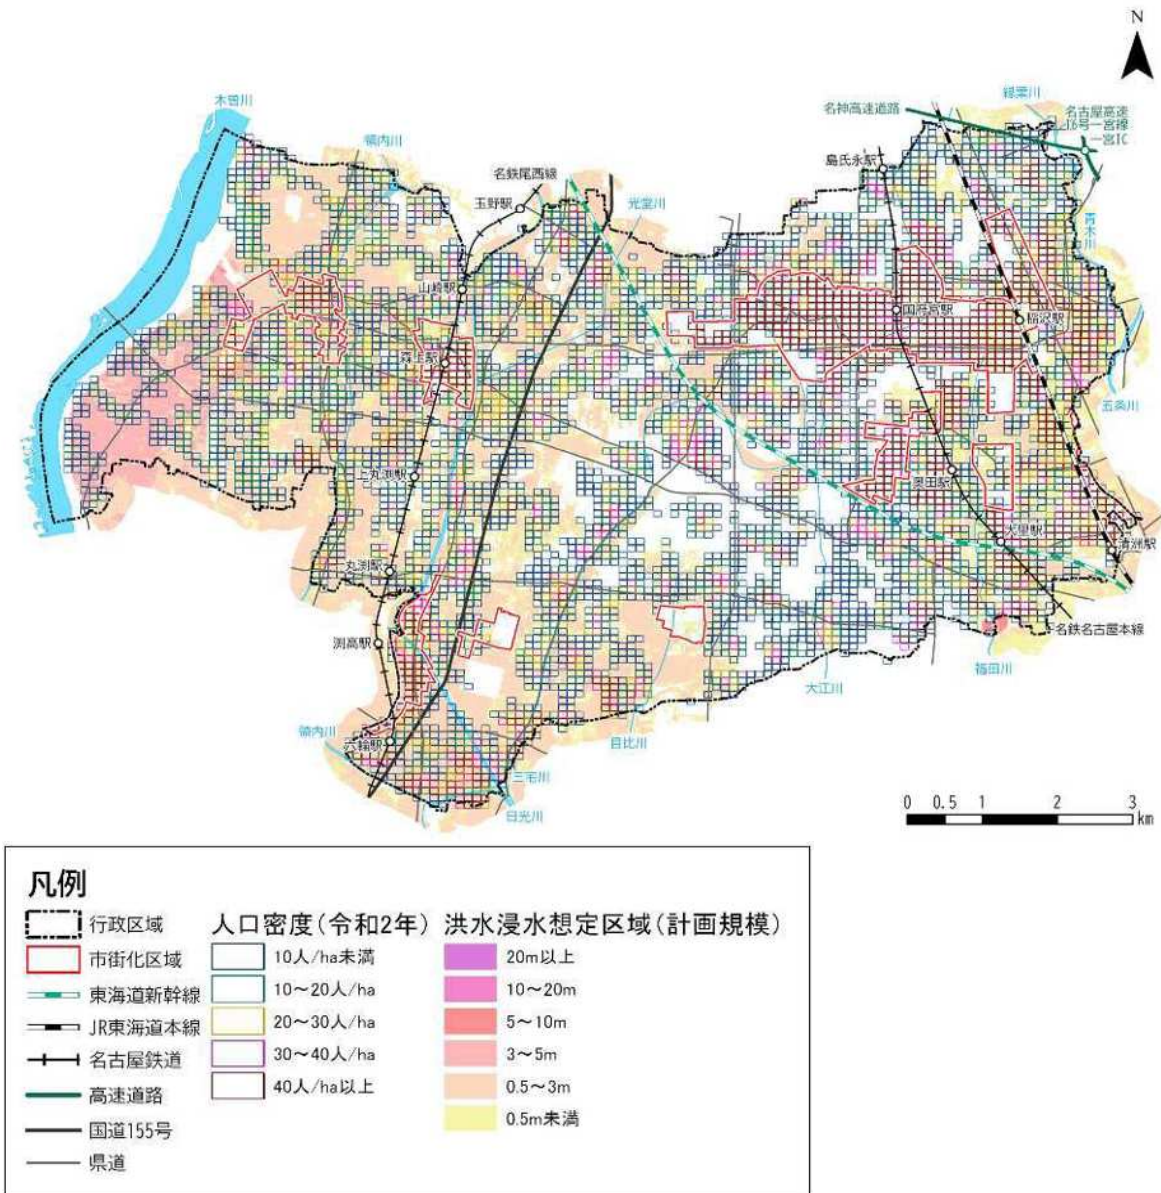 N
木曽川
領内川
名鉄尾西線
玉野駅
光堂川
名神高速道路
島氏永駅
縁葉川
名古屋高速
16号一宮線
一宮IC
青木川
山崎駅
国府宮駅
稲沢駅
森上駅
五条川
上丸渕駅
奥田駅
大里駅
清洲駅
丸渕駅
渕高駅
名鉄名古屋本線
福田川
大江川
領内川
六輪駅
目比川
三宅川
日光川
0 0.5 1 2 3
km
凡例
行政区域
市街化区域
東海道新幹線
JR東海道本線
名古屋鉄道
高速道路
国道155号
県道
人口密度(令和2年)
10人/ha未満
10～20人/ha
20～30人/ha
30～40人/ha
40人/ha以上
洪水浸水想定区域(計画規模)
20m以上
10～20m
5～10m
3～5m
0.5～3m
0.5m未満